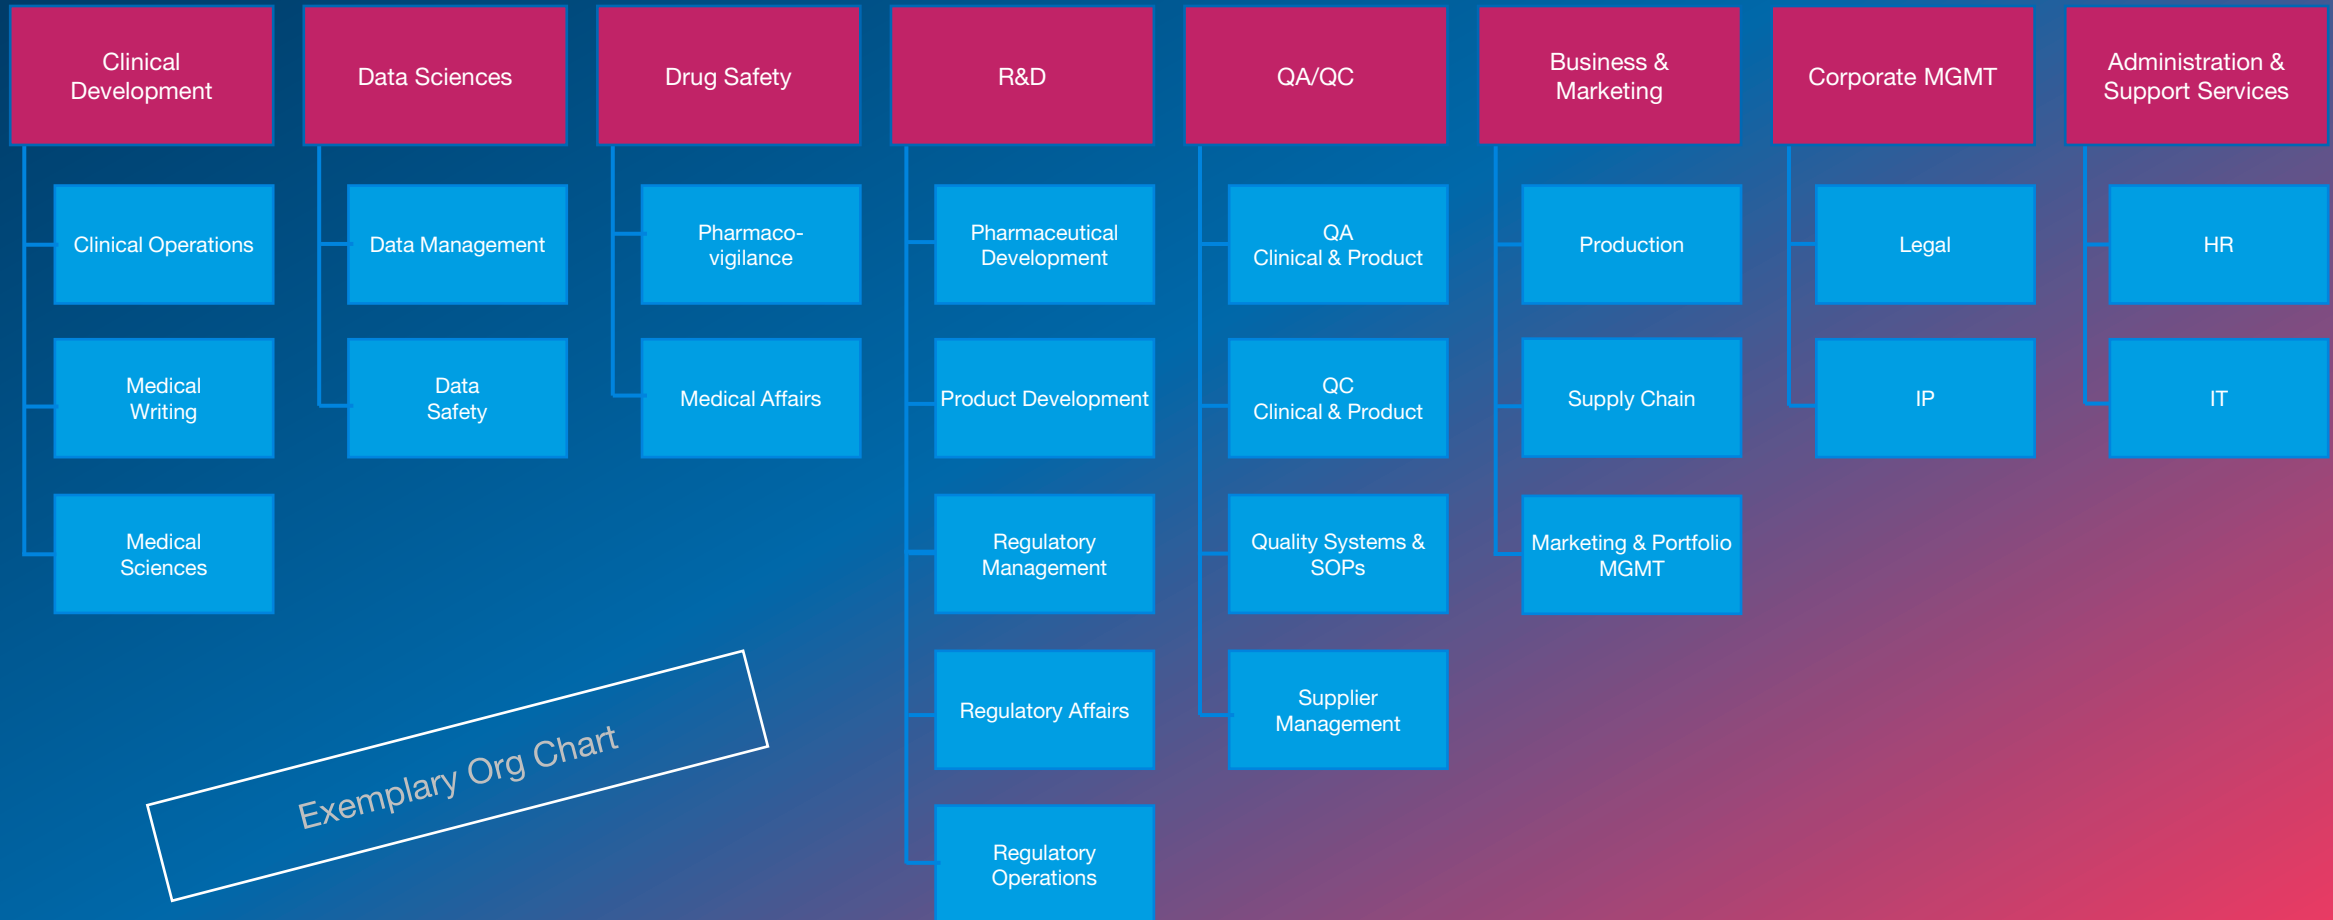 Clinical
Development
Data Sciences
Drug Safety
R&D
QA/QC
Business &
Marketing
Corporate MGMT
Administration &
Support Services
Clinical Operations
Medical
Writing
Medical
Sciences
Data Management
Data
Safety
Pharmaco-
vigilance
Medical Affairs
Pharmaceutical
Development
Product Development
Regulatory
Management
Regulatory Affairs
Regulatory
Operations
QA
Clinical & Product
QC
Clinical & Product
Quality Systems &
SOPs
Supplier
Management
Production
Supply Chain
Marketing & Portfolio
MGMT
Legal
IP
HR
IT
Exemplary Org Chart